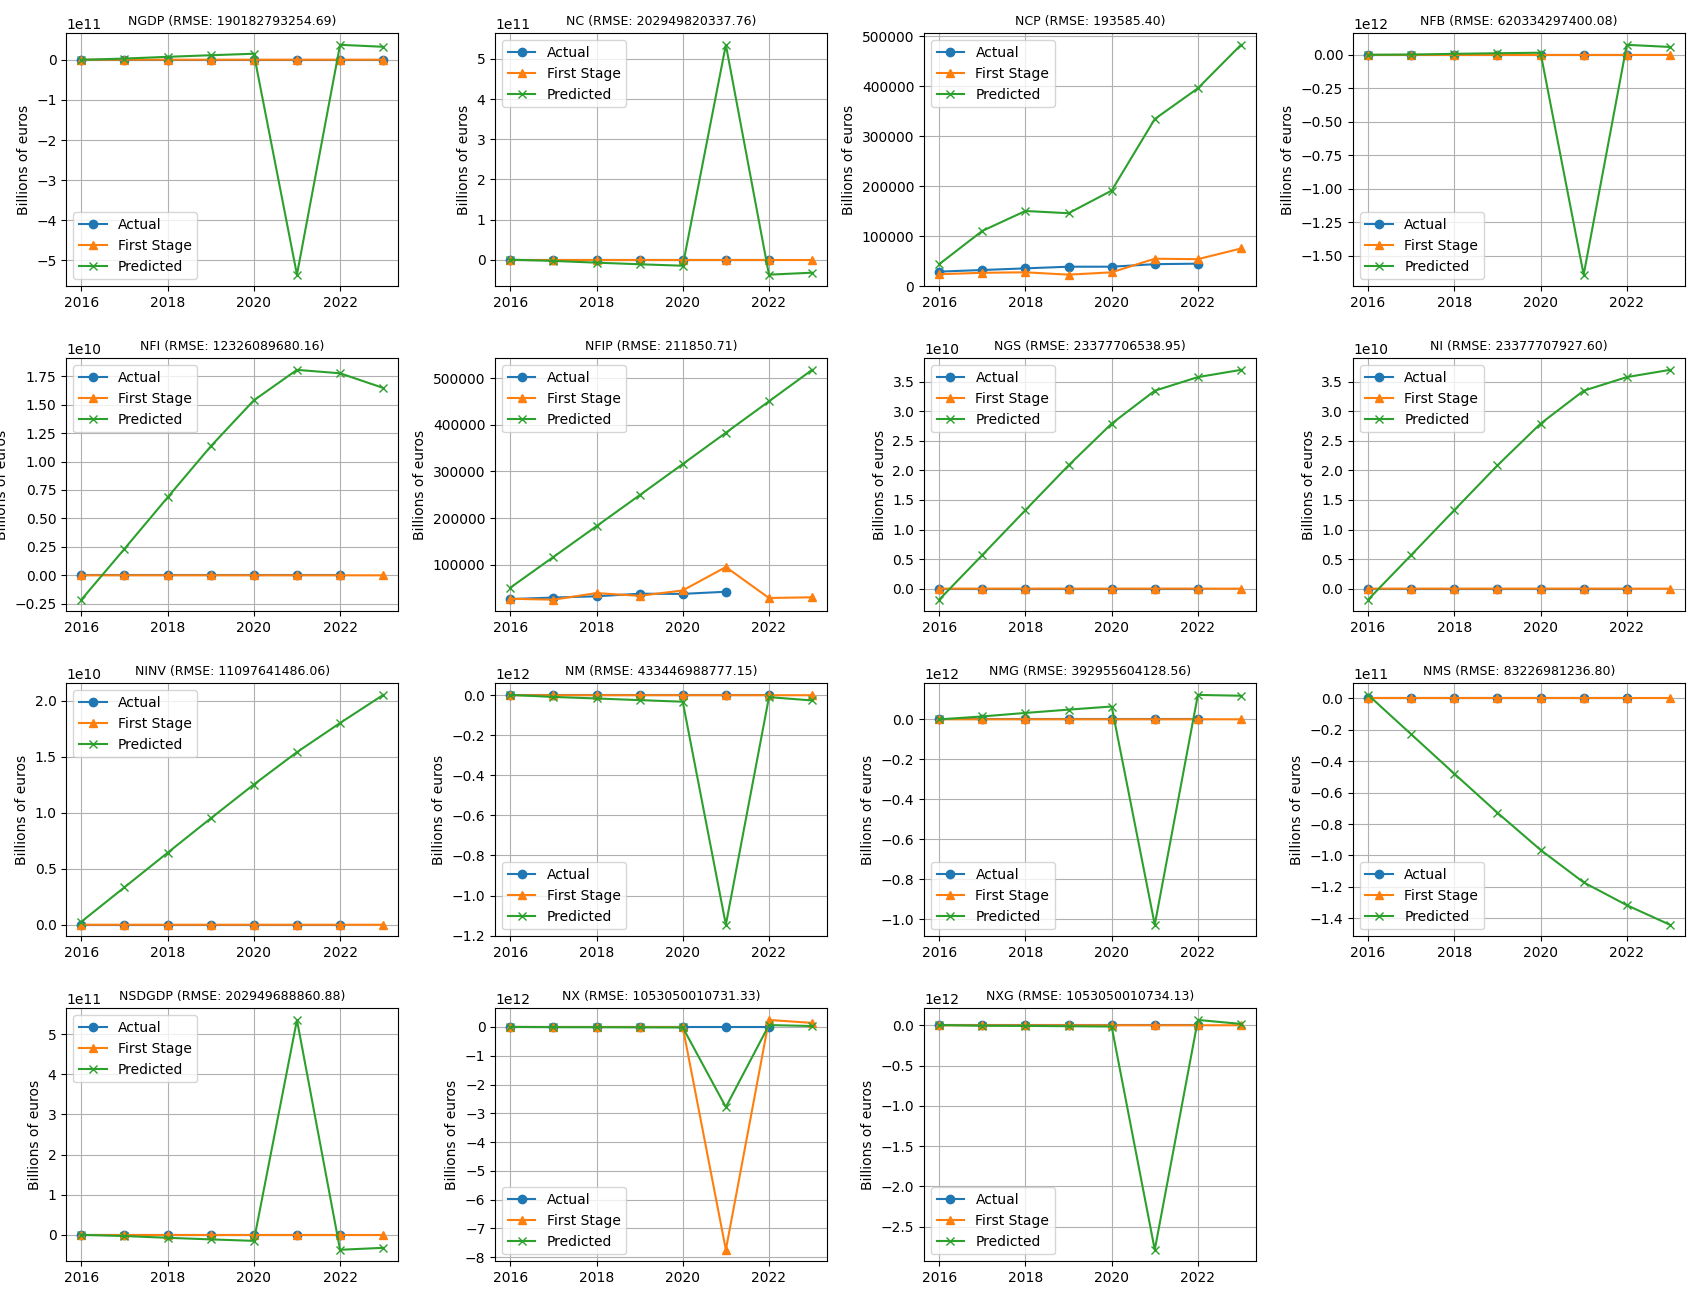 NGDP (RMSE: 190182793254.69)
1e11
Billions of euros
0
−1
−2
−3
−4
−5
Actual
First Stage
Predicted
2016 2018 2020 2022
NC (RMSE: 202949820337.76)
1e11
Billions of euros
5
4
3
2
1
0
Actual
First Stage
Predicted
2016 2018 2020 2022
NCP (RMSE: 193585.40)
Billions of euros
500000
400000
300000
200000
100000
0
Actual
First Stage
Predicted
2016 2018 2020 2022
NFB (RMSE: 620334297400.08)
1e12
Billions of euros
0.00
−0.25
−0.50
−0.75
−1.00
−1.25
−1.50
Actual
First Stage
Predicted
2016 2018 2020 2022
NFI (RMSE: 12326089680.16)
1e10
Billions of euros
1.75
1.50
1.25
1.00
0.75
0.50
0.25
0.00
−0.25
Actual
First Stage
Predicted
2016 2018 2020 2022
NFIP (RMSE: 211850.71)
Billions of euros
500000
400000
300000
200000
100000
Actual
First Stage
Predicted
2016 2018 2020 2022
NGS (RMSE: 23377706538.95)
1e10
Billions of euros
3.5
3.0
2.5
2.0
1.5
1.0
0.5
0.0
Actual
First Stage
Predicted
2016 2018 2020 2022
NI (RMSE: 23377707927.60)
1e10
Billions of euros
3.5
3.0
2.5
2.0
1.5
1.0
0.5
0.0
Actual
First Stage
Predicted
2016 2018 2020 2022
NINV (RMSE: 11097641486.06)
1e10
Billions of euros
2.0
1.5
1.0
0.5
0.0
Actual
First Stage
Predicted
2016 2018 2020 2022
NM (RMSE: 433446988777.15)
1e12
Billions of euros
0.0
−0.2
−0.4
−0.6
−0.8
−1.0
−1.2
Actual
First Stage
Predicted
2016 2018 2020 2022
NMG (RMSE: 392955604128.56)
1e12
Billions of euros
0.0
−0.2
−0.4
−0.6
−0.8
−1.0
Actual
First Stage
Predicted
2016 2018 2020 2022
NMS (RMSE: 83226981236.80)
1e11
Billions of euros
0.0
−0.2
−0.4
−0.6
−0.8
−1.0
−1.2
−1.4
Actual
First Stage
Predicted
2016 2018 2020 2022
NSDGDP (RMSE: 202949688860.88)
1e11
Billions of euros
5
4
3
2
1
0
Actual
First Stage
Predicted
2016 2018 2020 2022
NX (RMSE: 1053050010731.33)
1e12
Billions of euros
0
−1
−2
−3
−4
−5
−6
−7
−8
Actual
First Stage
Predicted
2016 2018 2020 2022
NXG (RMSE: 1053050010734.13)
1e12
Billions of euros
0.0
−0.5
−1.0
−1.5
−2.0
−2.5
Actual
First Stage
Predicted
2016 2018 2020 2022